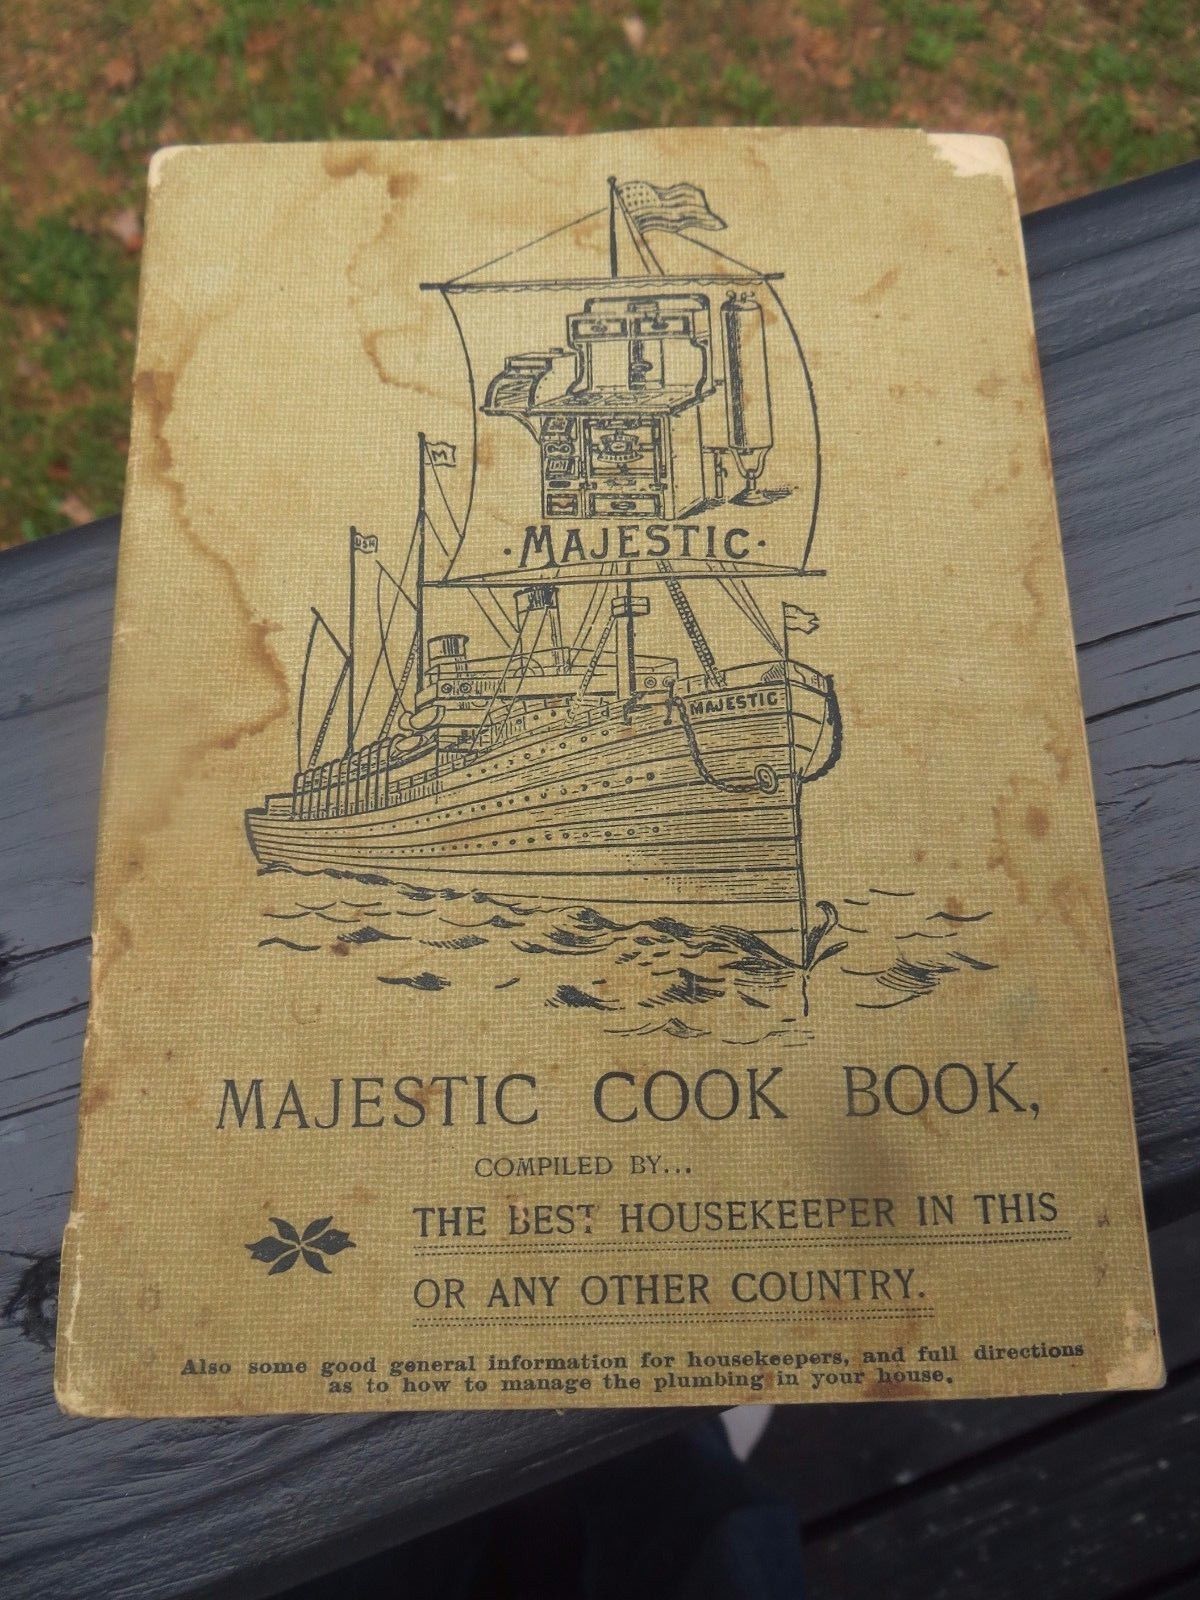 M
USM
·MAJESTIC·
MAJESTIC
MAJESTIC COOK BOOK,
COMPILED BY...
THE BEST HOUSEKEEPER IN THIS
OR ANY OTHER COUNTRY.
Also some good general information for housekeepers, and full directions
as to how to manage the plumbing in your house.